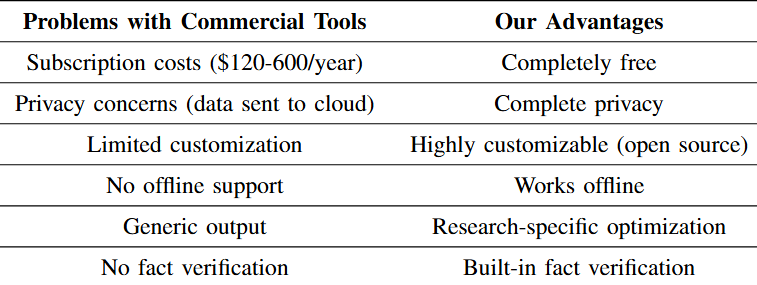 Problems with Commercial Tools Our Advantages
Subscription costs ($120-600/year) Completely free
Privacy concerns (data sent to cloud) Complete privacy
Limited customization Highly customizable (open source)
No offline support Works offline
Generic output Research-specific optimization
No fact verification Built-in fact verification